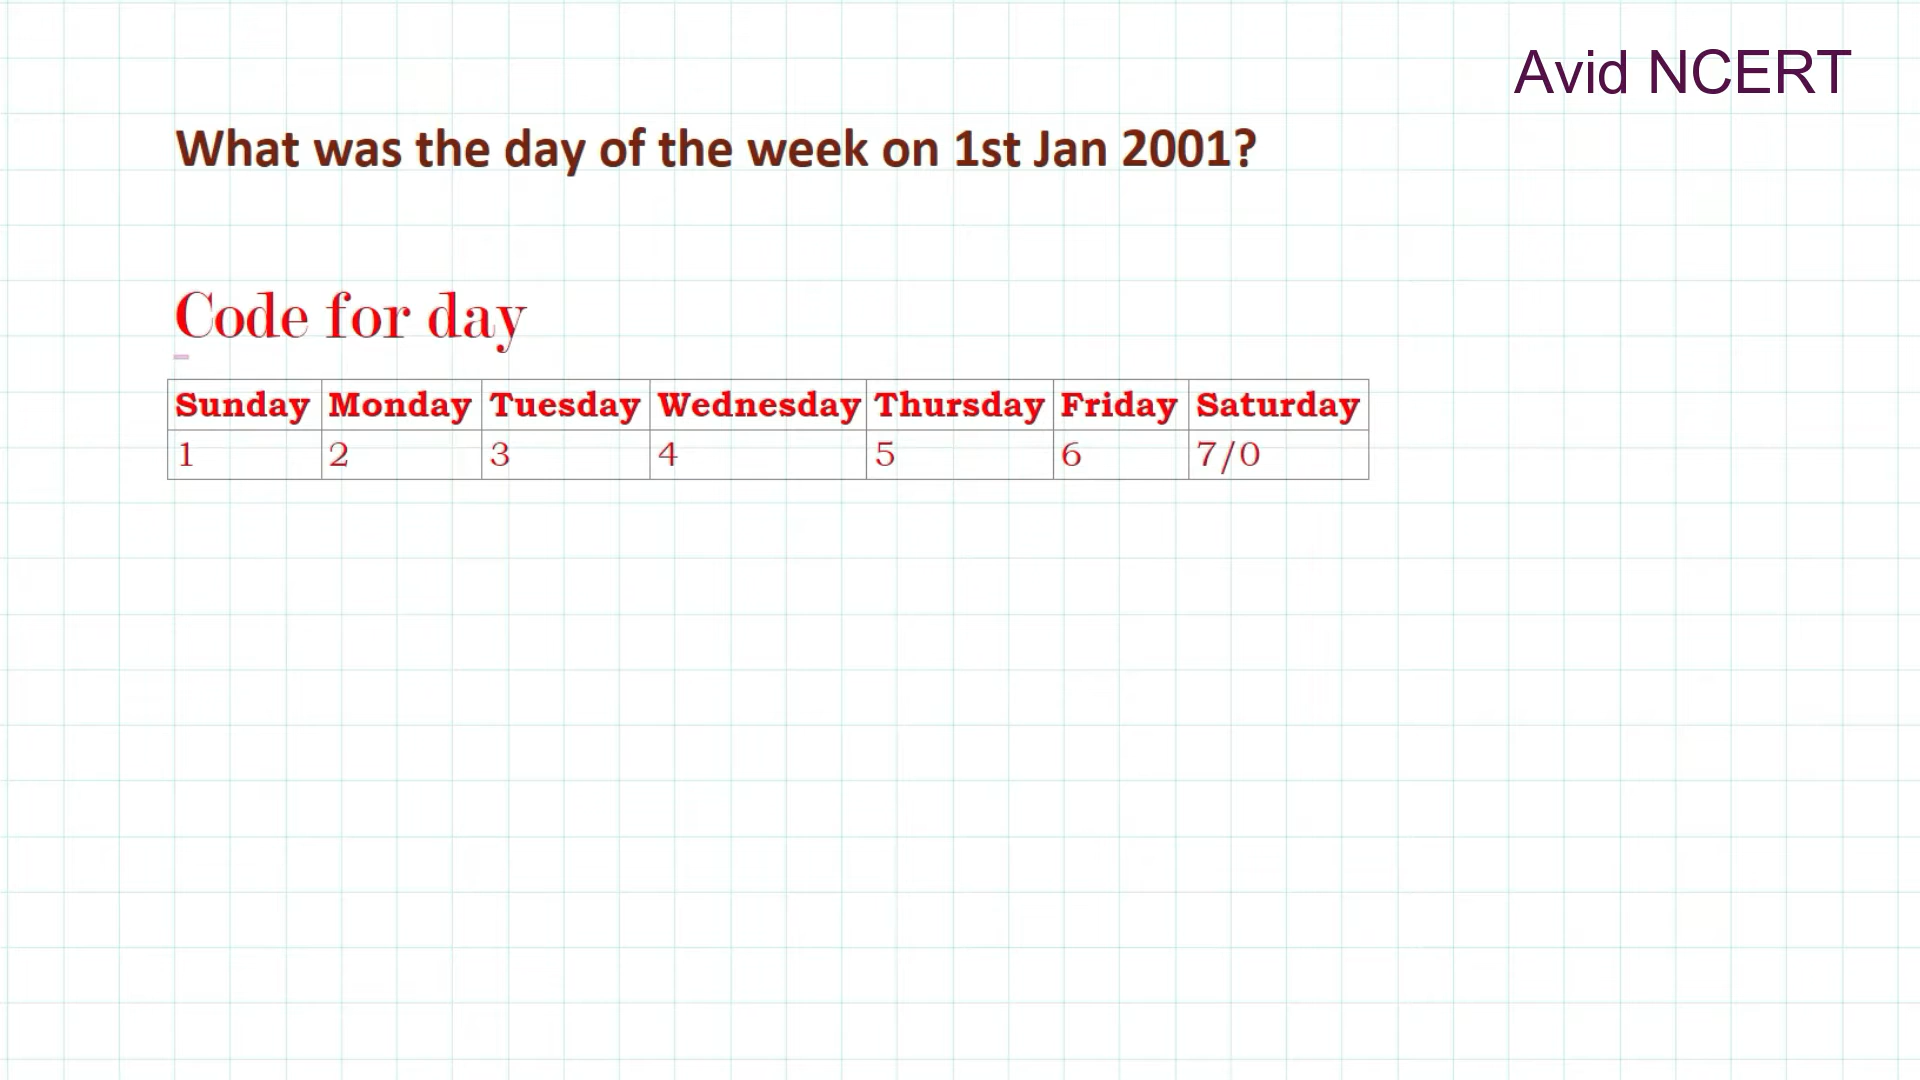 Avid NCERT
What was the day of the week on 1st Jan 2001?
Code for day
Sunday Monday Tuesday Wednesday Thursday Friday Saturday
1 2 3 4 5 6 7/0